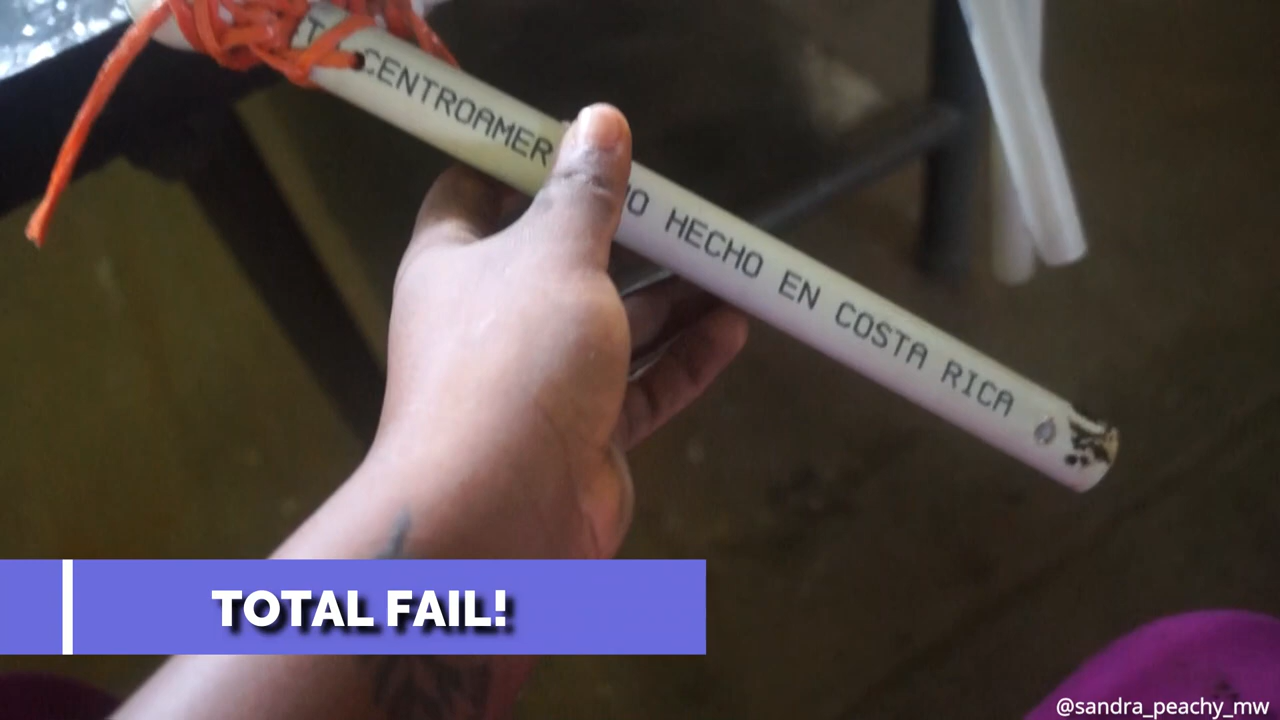 CENTROAMER
HECHO EN COSTA RICA
TOTAL FAIL!
@sandra_peachy_mw